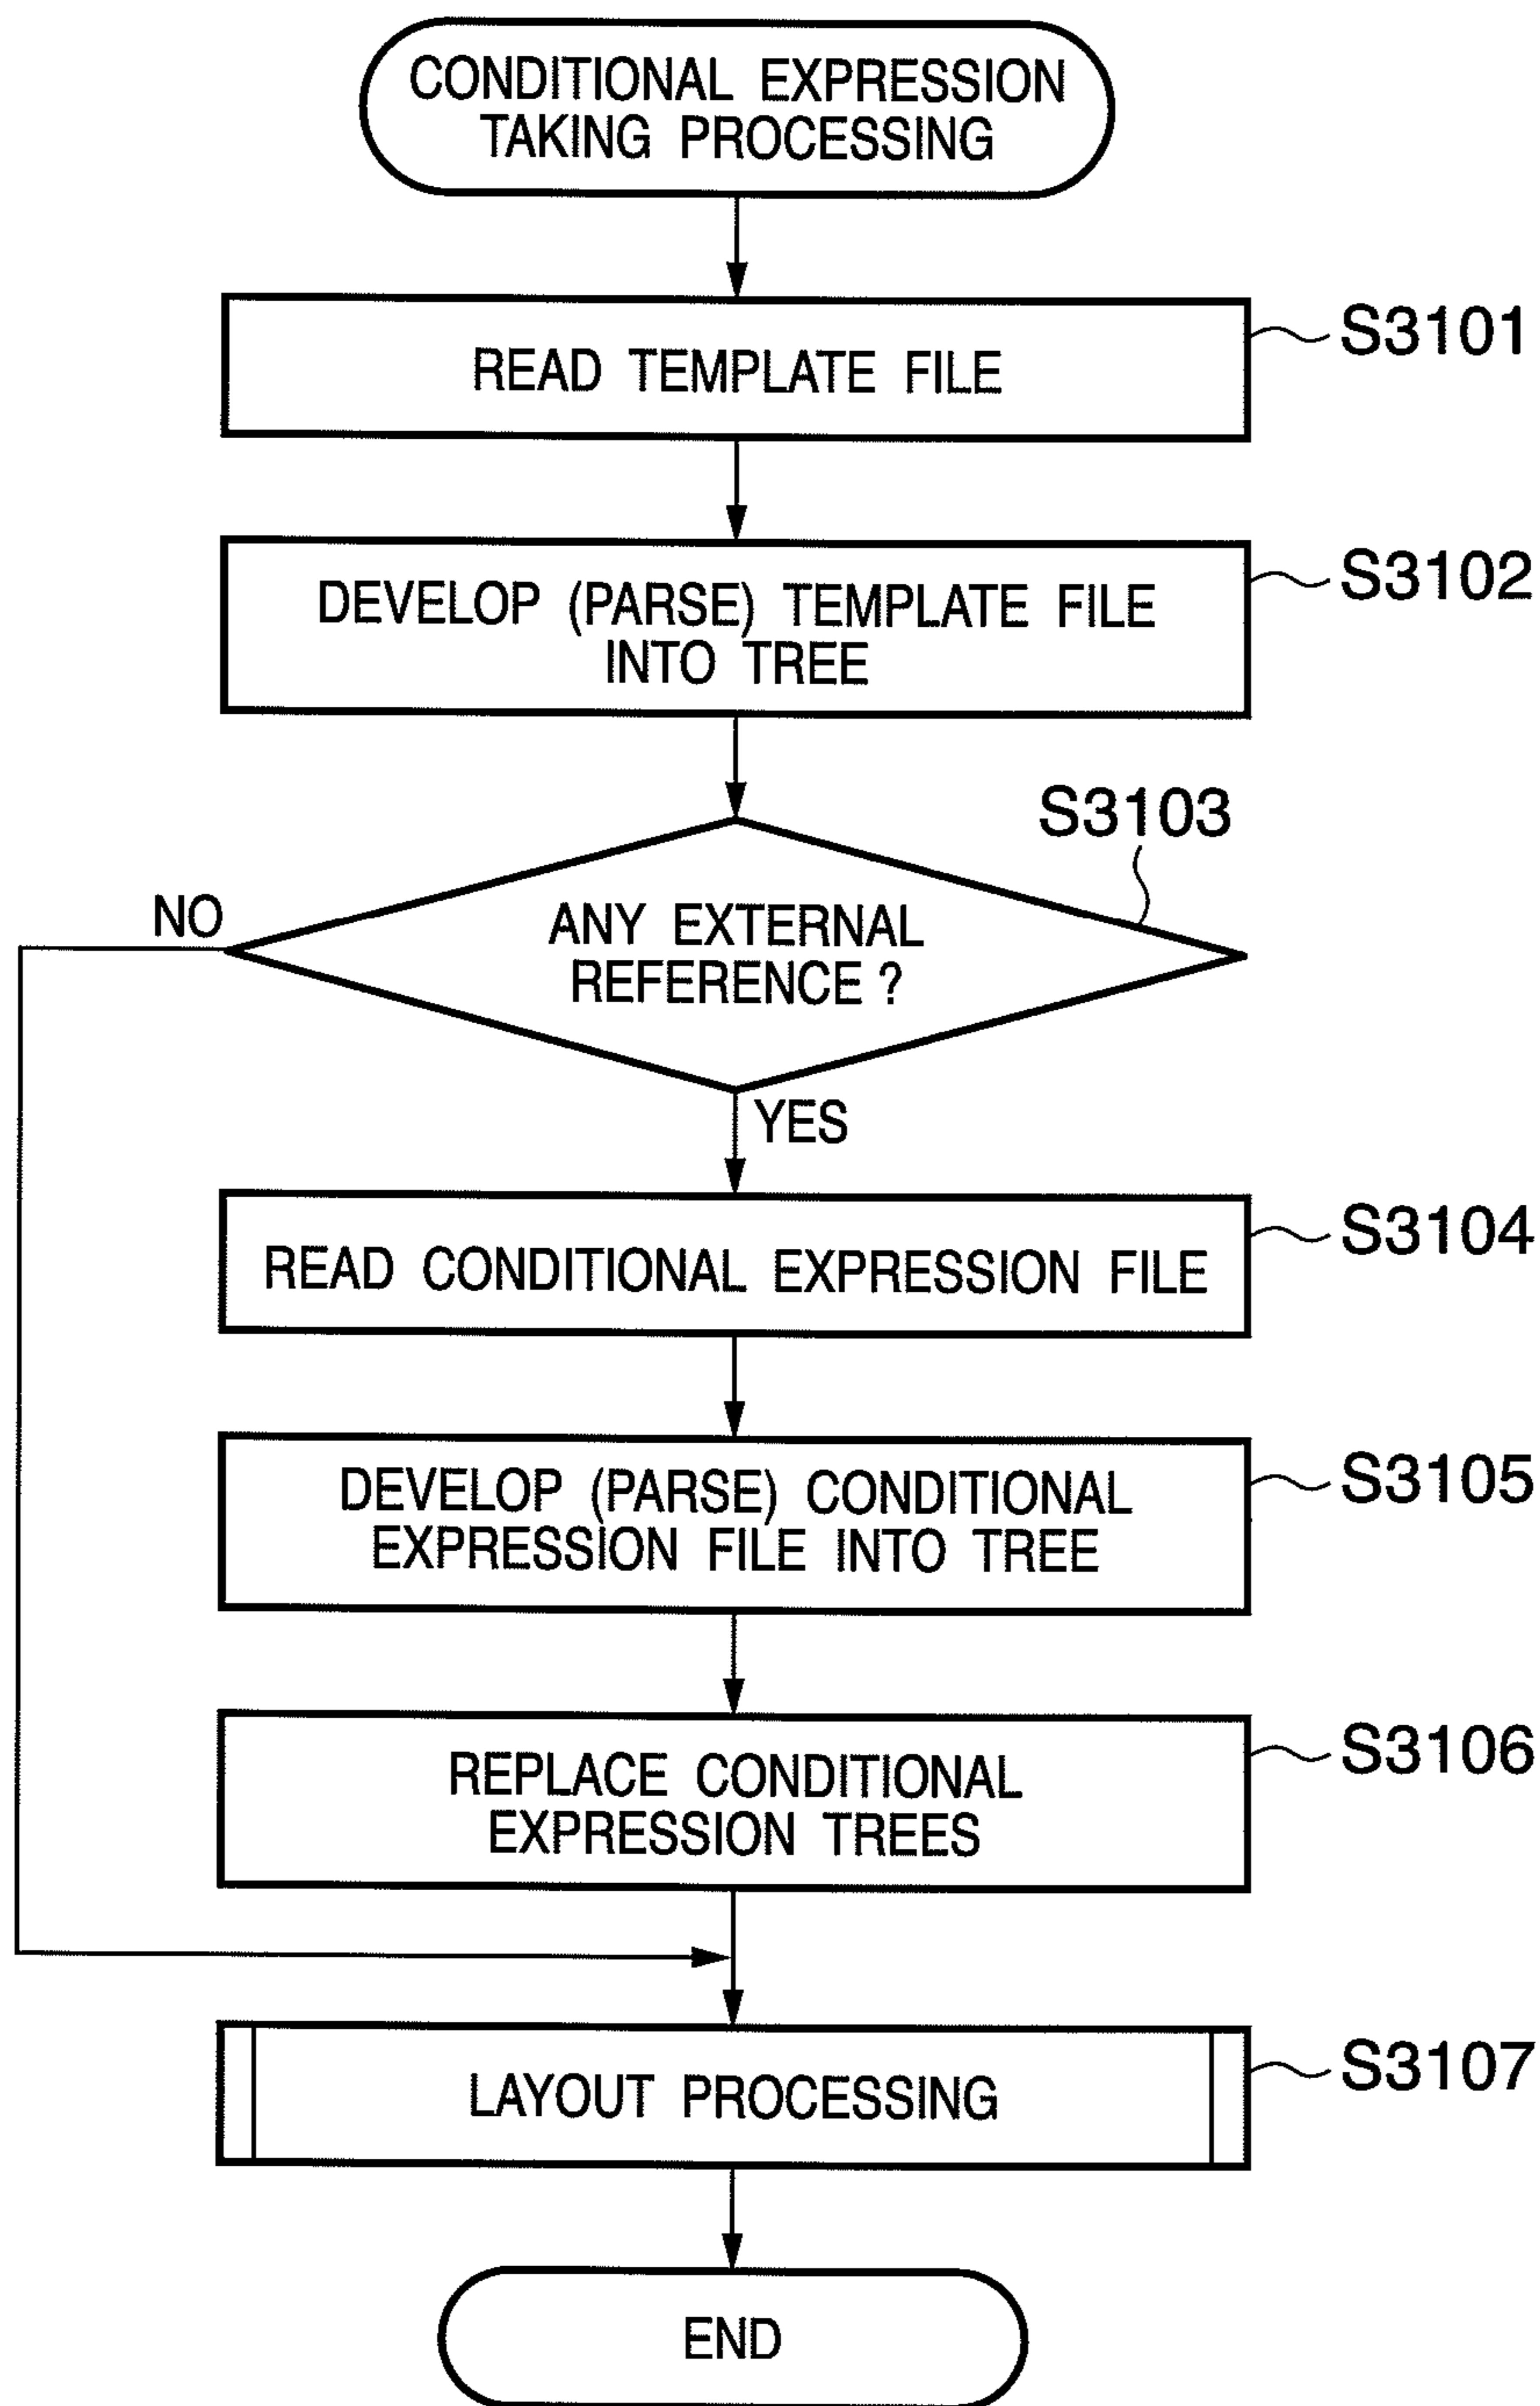 CONDITIONAL EXPRESSION
TAKING PROCESSING
READ TEMPLATE FILE
S3101
DEVELOP (PARSE) TEMPLATE FILE
INTO TREE
S3102
S3103
NO
ANY EXTERNAL
REFERENCE ?
YES
READ CONDITIONAL EXPRESSION FILE
S3104
DEVELOP (PARSE) CONDITIONAL
EXPRESSION FILE INTO TREE
S3105
REPLACE CONDITIONAL
EXPRESSION TREES
S3106
LAYOUT PROCESSING
S3107
END